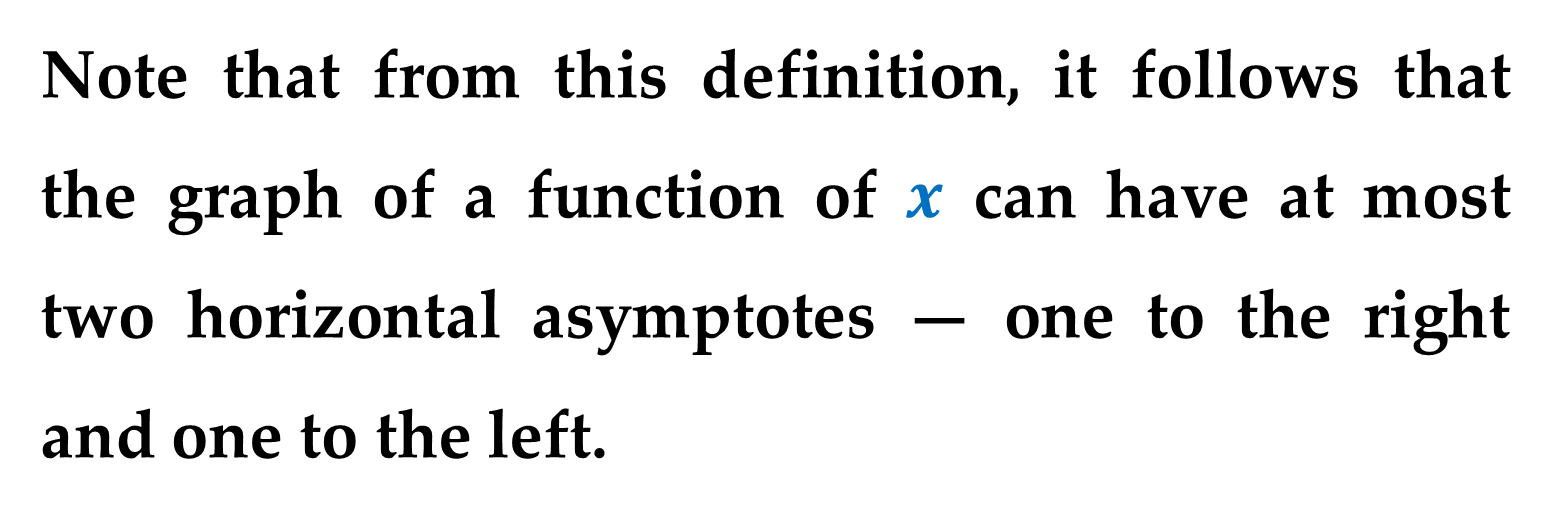 Note that from this definition, it follows that
the graph of a function of x can have at most
two horizontal asymptotes — one to the right
and one to the left.